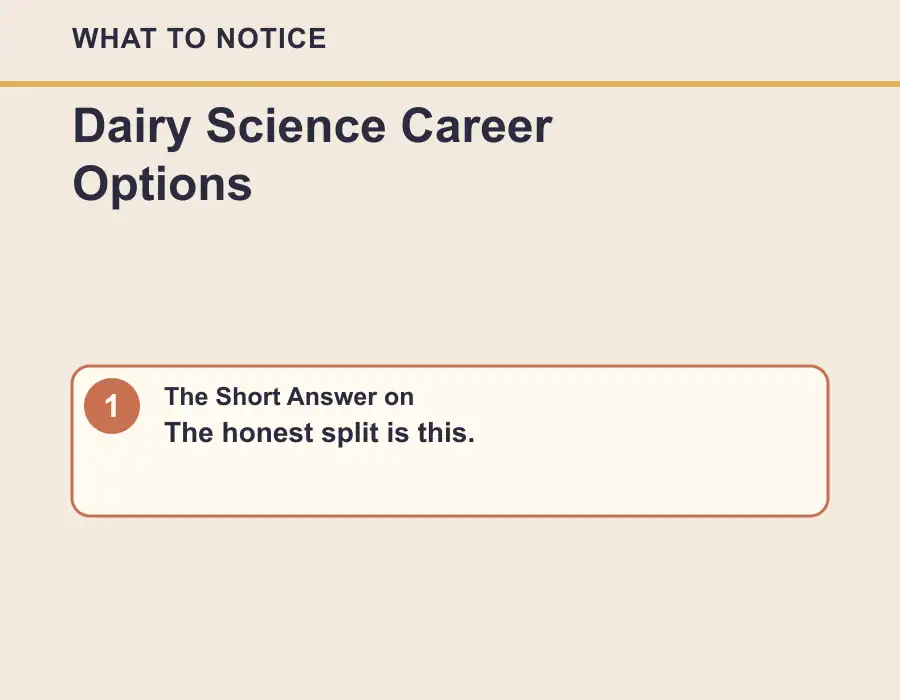 WHAT TO NOTICE
Dairy Science Career
Options
1
The Short Answer on
The honest split is this.